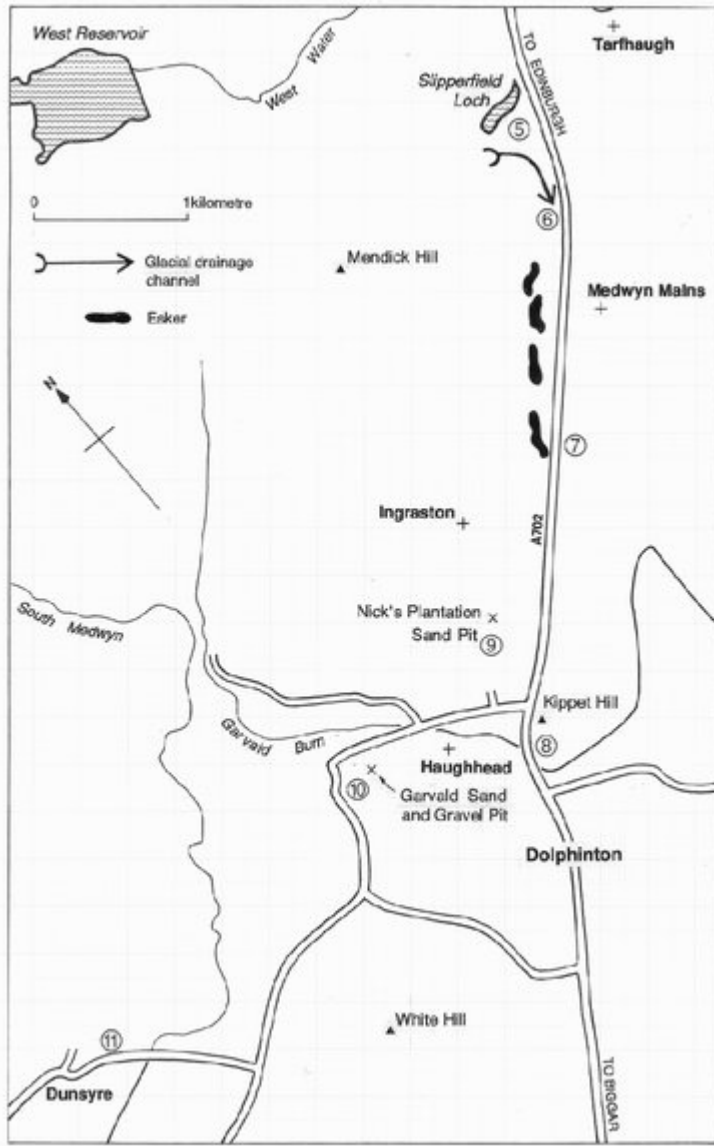 West Reservoir
West Water
TO EDINBURGH
Tarfhaugh
Slipperfield
Loch
5
0 1kilometre
6
Glacial drainage
channel
Mendick Hill
Medwyn Mains
Esker
N
7
Ingraston
A702
South Medwyn
Nick's Plantation
Sand Pit
9
Kippet Hill
Garvald Burn
8
Haughhead
10
Garvald Sand
and Gravel Pit
Dolphinton
White Hill
11
Dunsyre
TO BIGGAR